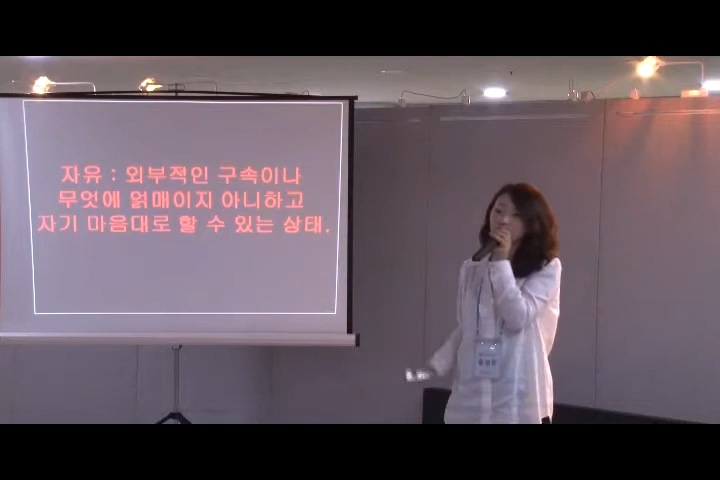 자유 : 외부적인 구속이나
무엇에 얽매이지 아니하고
자기 마음대로 할 수 있는 상태.